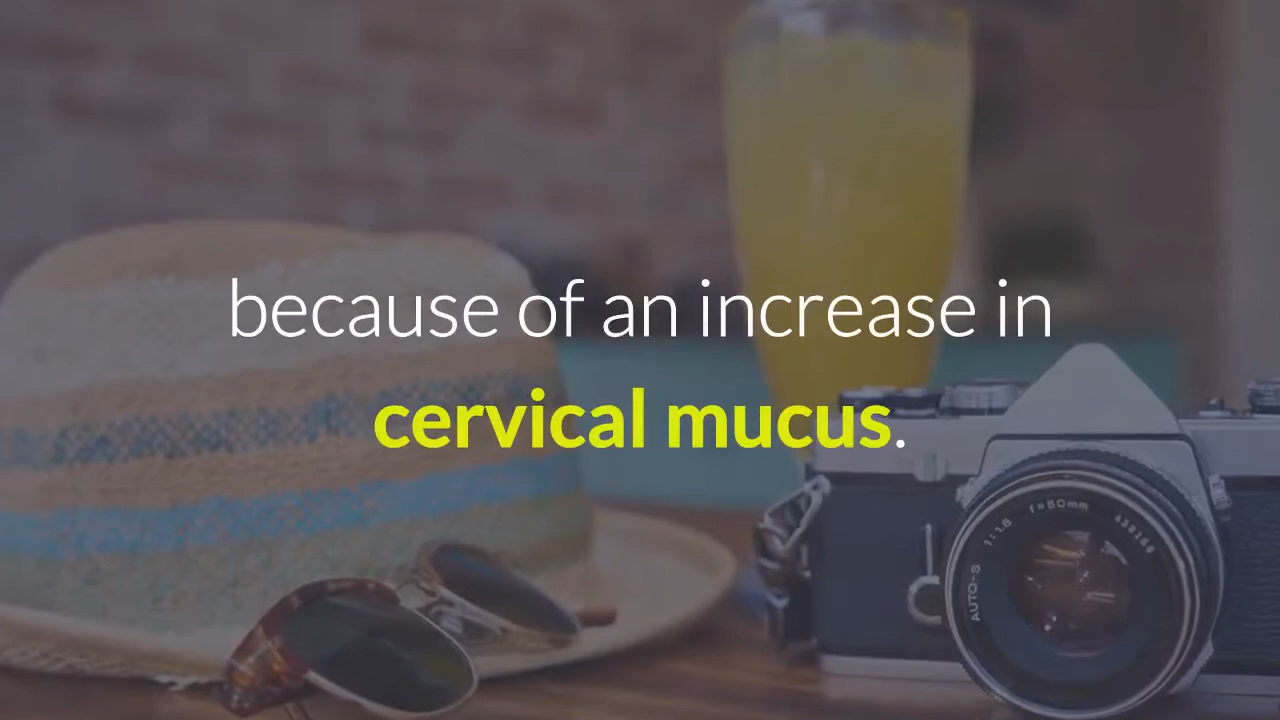 because of an increase in
cervical mucus.
AUTO-S 1:1.8 f=50mm